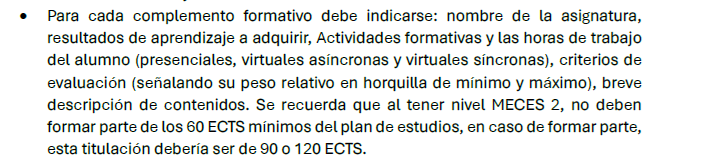 • Para cada complemento formativo debe indicarse: nombre de la asignatura,
resultados de aprendizaje a adquirir, Actividades formativas y las horas de trabajo
del alumno (presenciales, virtuales asíncronas y virtuales síncronas), criterios de
evaluación (señalando su peso relativo en horquilla de mínimo y máximo), breve
descripción de contenidos. Se recuerda que al tener nivel MECES 2, no deben
formar parte de los 60 ECTS mínimos del plan de estudios, en caso de formar parte,
esta titulación debería ser de 90 o 120 ECTS.